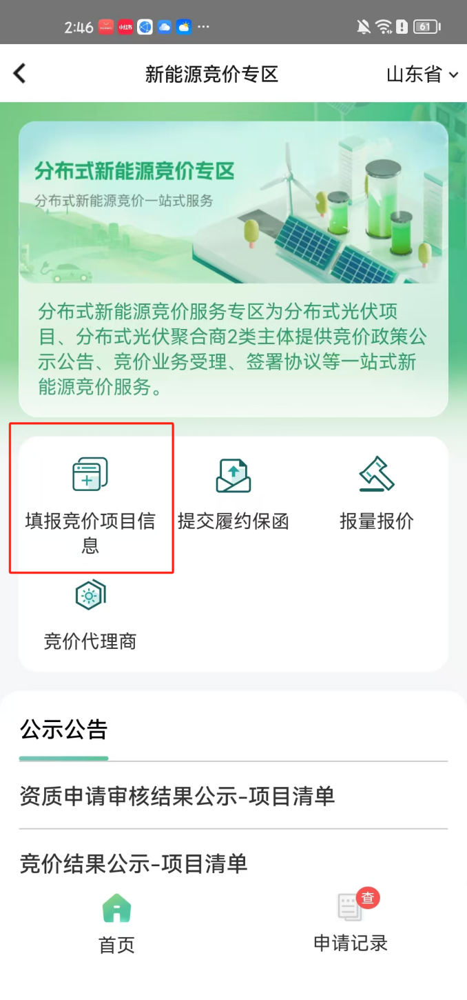 2:46
小红书
61
新能源竞价专区
山东省
分布式新能源竞价专区
分布式新能源竞价一站式服务
分布式新能源竞价服务专区为分布式光伏项
目、分布式光伏聚合商2类主体提供竞价政策公
示公告、竞价业务受理、签署协议等一站式新
能源竞价服务。
填报竞价项目信
息
提交履约保函
报量报价
竞价代理商
公示公告
资质申请审核结果公示-项目清单
竞价结果公示-项目清单
首页
查
申请记录